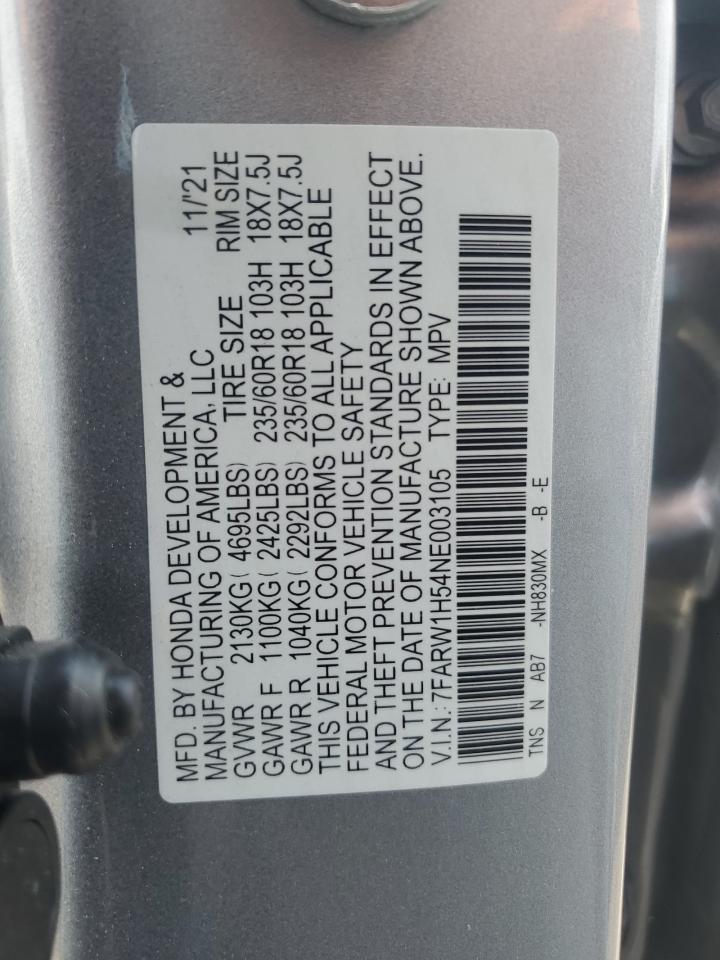 MFD. BY HONDA DEVELOPMENT & 11/'21
MANUFACTURING OF AMERICA, LLC
GVWR 2130KG( 4695LBS) TIRE SIZE RIM SIZE
GAWR F 1100KG( 2425LBS) 235/60R18 103H 18X7.5J
GAWR R 1040KG( 2292LBS) 235/60R18 103H 18X7.5J
THIS VEHICLE CONFORMS TO ALL APPLICABLE
FEDERAL MOTOR VEHICLE SAFETY
AND THEFT PREVENTION STANDARDS IN EFFECT
ON THE DATE OF MANUFACTURE SHOWN ABOVE.
V.I.N.: 7FARW1H54NE003105 TYPE: MPV
TNS N AB7 -NH830MX -B -E